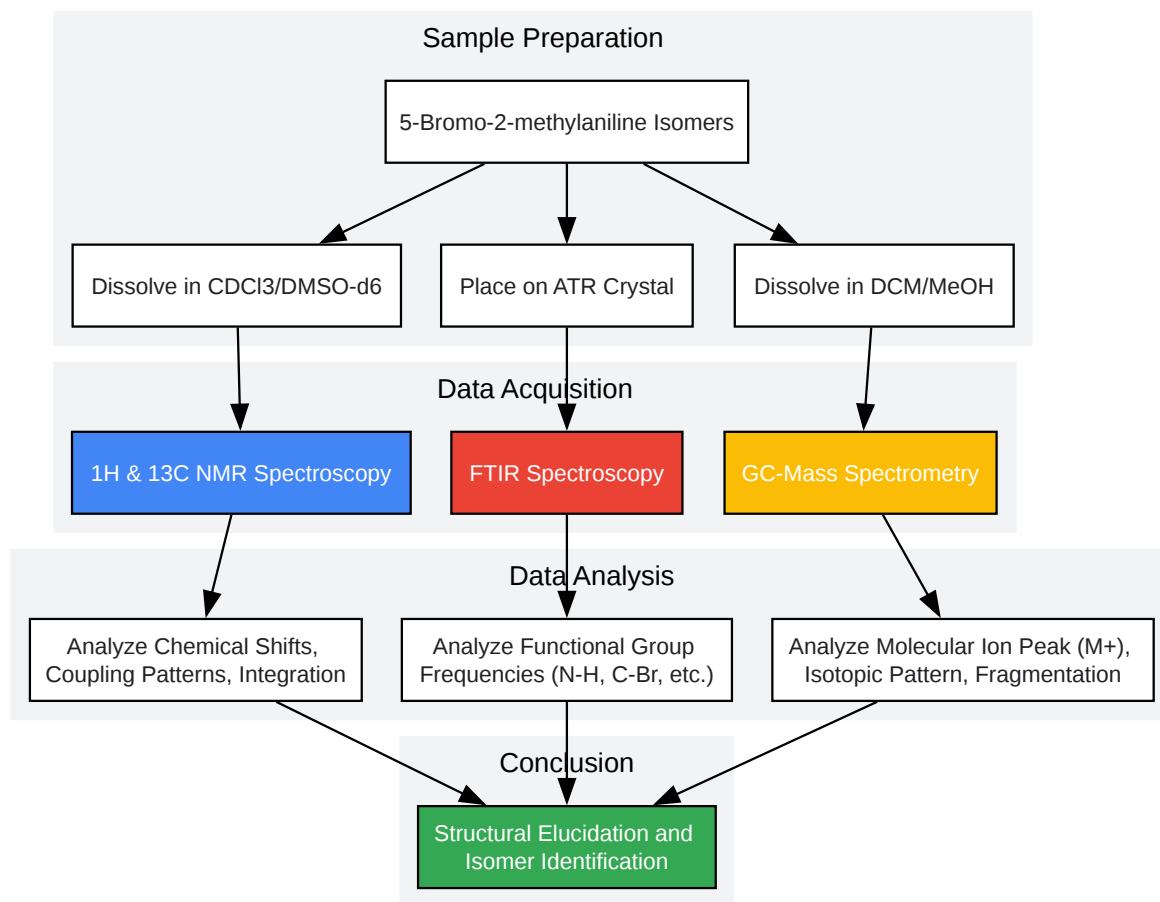 Sample Preparation
5-Bromo-2-methylaniline Isomers
Dissolve in CDCl3/DMSO-d6
Place on ATR Crystal
Dissolve in DCM/MeOH
Data Acquisition
1H & 13C NMR Spectroscopy
FTIR Spectroscopy
GC-Mass Spectrometry
Data Analysis
Analyze Chemical Shifts,
Coupling Patterns, Integration
Analyze Functional Group
Frequencies (N-H, C-Br, etc.)
Analyze Molecular Ion Peak (M+),
Isotopic Pattern, Fragmentation
Conclusion
Structural Elucidation and
Isomer Identification